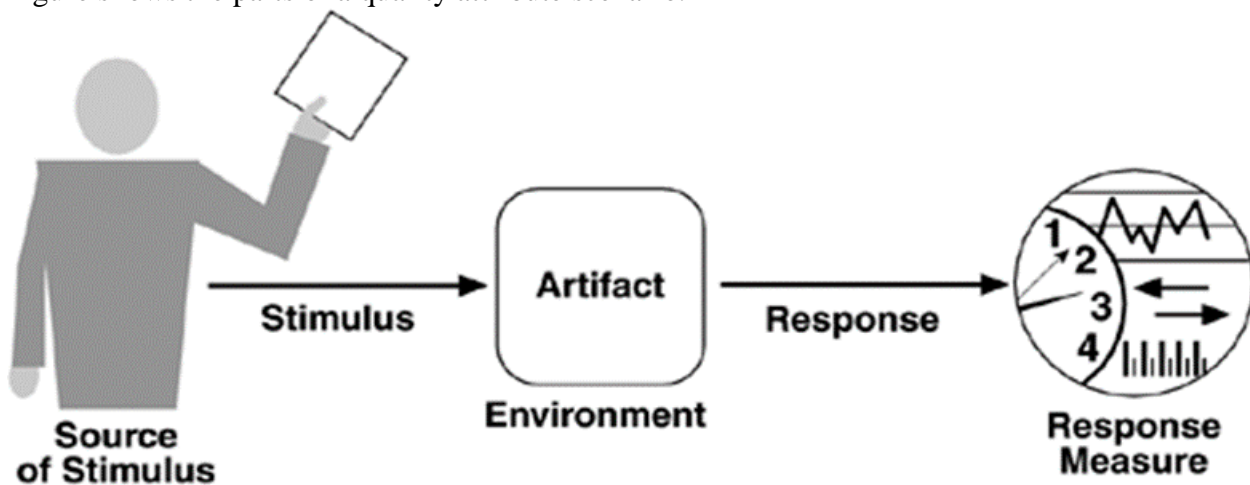 Artifact
Stimulus
Response
Environment
Source
of Stimulus
1
2
3
4
Response
Measure